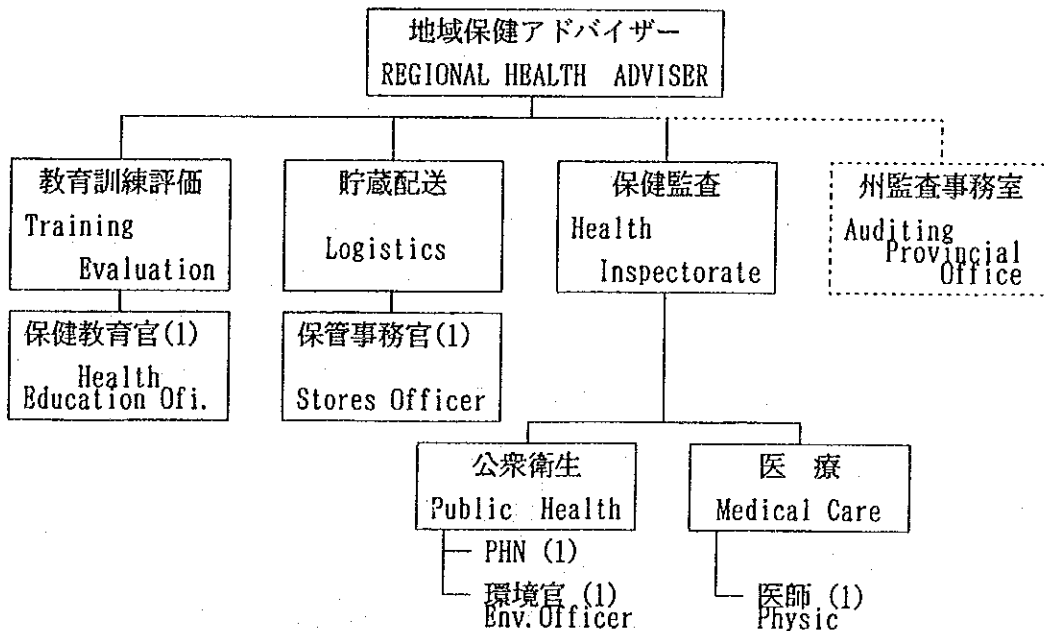 地域保健アドバイザー
REGIONAL HEALTH ADVISER
教育訓練評価
Training
Evaluation
貯蔵配送
Logistics
保健監査
Health
Inspectorate
州監査事務室
Auditing
Provincial
Office
保健教育官(1)
Health
Education Ofi.
保管事務官(1)
Stores Officer
公衆衛生
Public Health
医 療
Medical Care
PHN (1)
環境官 (1)
Env.Officer
医師 (1)
Physic